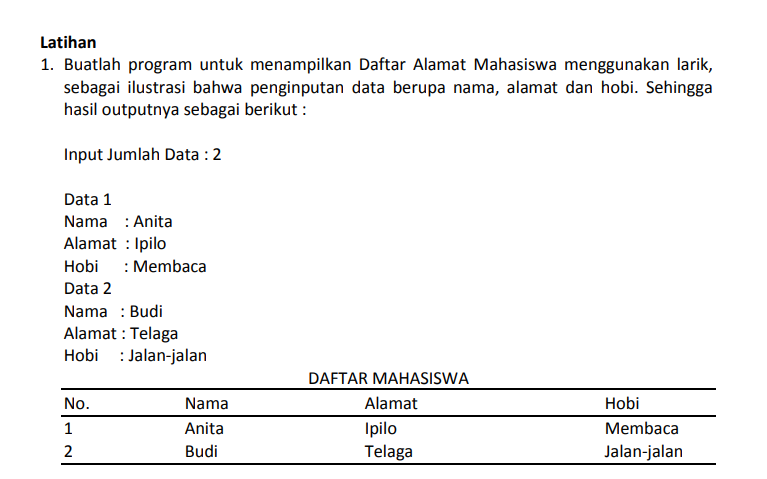 Latihan
1. Buatlah program untuk menampilkan Daftar Alamat Mahasiswa menggunakan larik,
sebagai ilustrasi bahwa penginputan data berupa nama, alamat dan hobi. Sehingga
hasil outputnya sebagai berikut :
Input Jumlah Data : 2
Data 1
Nama : Anita
Alamat : Ipilo
Hobi : Membaca
Data 2
Nama : Budi
Alamat : Telaga
Hobi : Jalan-jalan
DAFTAR MAHASISWA
No. Nama Alamat Hobi
1 Anita Ipilo Membaca
2 Budi Telaga Jalan-jalan